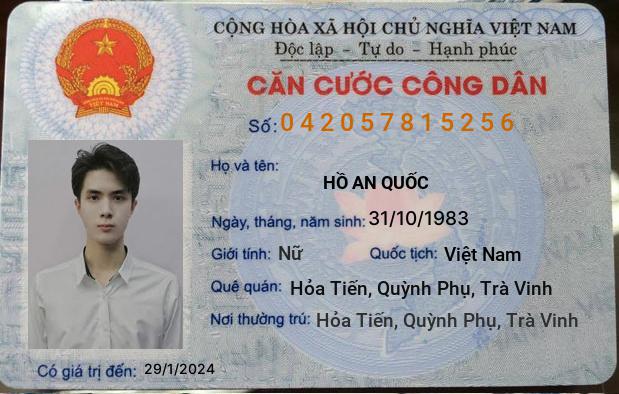 CỘNG HÒA XÃ HỘI CHỦ NGHĨA VIỆT NAM
Độc lập - Tự do - Hạnh phúc
CĂN CƯỚC CÔNG DÂN
Số: 042057815256
Họ và tên:
HỒ AN QUỐC
Ngày, tháng, năm sinh: 31/10/1983
Giới tính: Nữ Quốc tịch: Việt Nam
Quê quán: Hỏa Tiến, Quỳnh Phụ, Trà Vinh
Nơi thường trú: Hỏa Tiến, Quỳnh Phụ, Trà Vinh
Có giá trị đến: 29/1/2024
VIỆT NAM